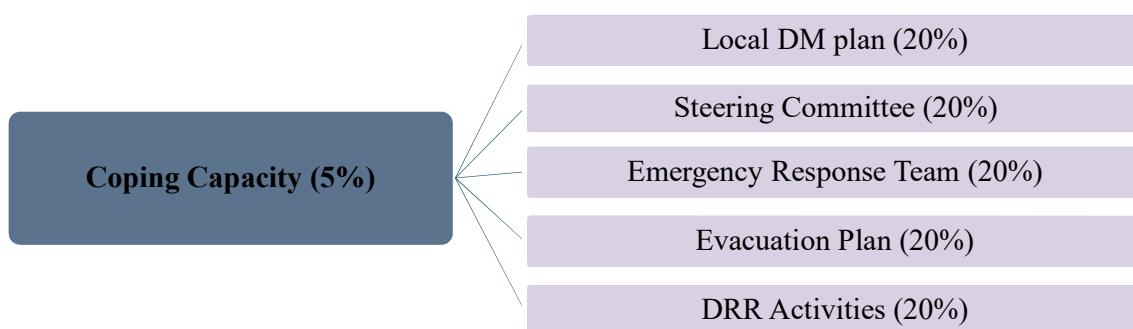 Coping Capacity (5%)
Local DM plan (20%)
Steering Committee (20%)
Emergency Response Team (20%)
Evacuation Plan (20%)
DRR Activities (20%)